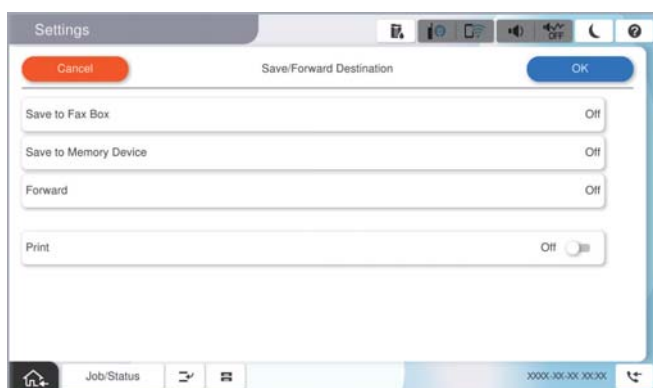 Settings
OFF
Cancel
Save/Forward Destination
OK
Save to Fax Box
Off
Save to Memory Device
Off
Forward
Off
Print
Off
Job/Status
XXXX-XX-XX XX:XX